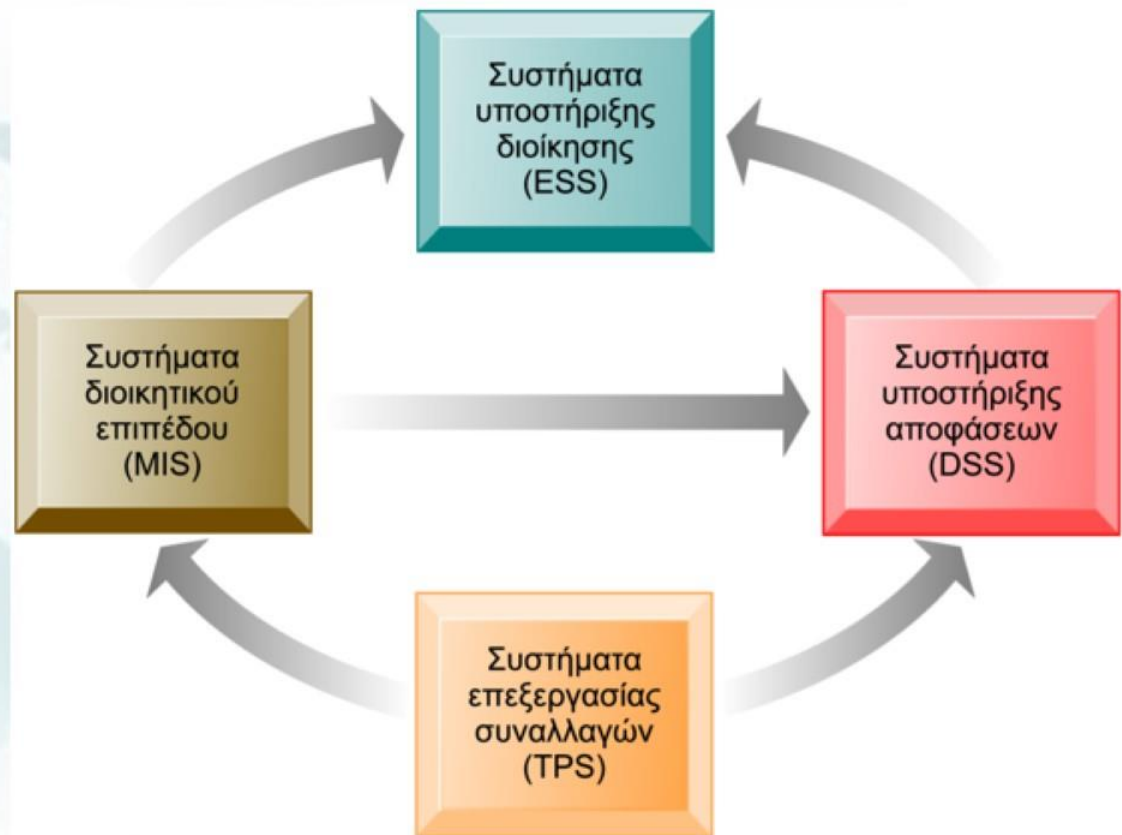 Συστήματα
υποστήριξης
διοίκησης
(ESS)
Συστήματα
διοικητικού
επιπέδου
(MIS)
Συστήματα
υποστήριξης
αποφάσεων
(DSS)
Συστήματα
επεξεργασίας
συναλλαγών
(TPS)